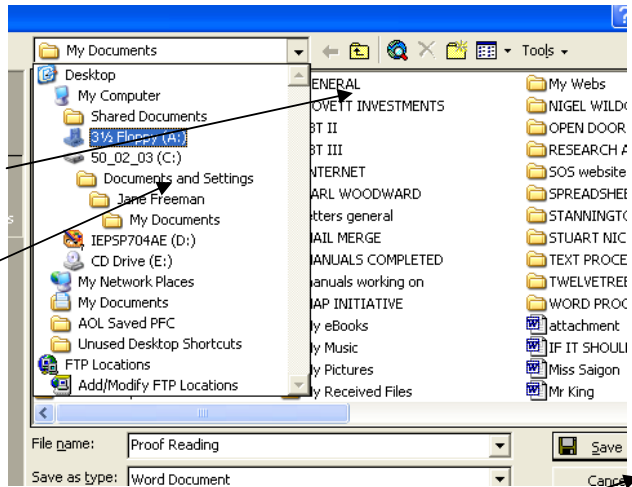 ?
My Documents
Tools
Desktop
My Computer
Shared Documents
3½ Floppy (A:)
50_02_03 (C:)
Documents and Settings
Jane Freeman
My Documents
IEPSP704AE (D:)
CD Drive (E:)
My Network Places
My Documents
AOL Saved PFC
Unused Desktop Shortcuts
FTP Locations
Add/Modify FTP Locations
ENERAL
OVETT INVESTMENTS
BT II
BT III
NTERNET
ARL WOODWARD
etters general
AIL MERGE
ANUALS COMPLETED
anuals working on
AP INITIATIVE
y eBooks
y Music
y Pictures
y Received Files
My Webs
NIGEL WILD
OPEN DOOR
RESEARCH A
SOS website
SPREADSHEE
STANNINGTO
STUART NIC
TEXT PROCE
TWELVETREE
WORD PROC
attachment
IF IT SHOUL
Miss Saigon
Mr King
File name: Proof Reading
Save
Save as type: Word Document
Cancel